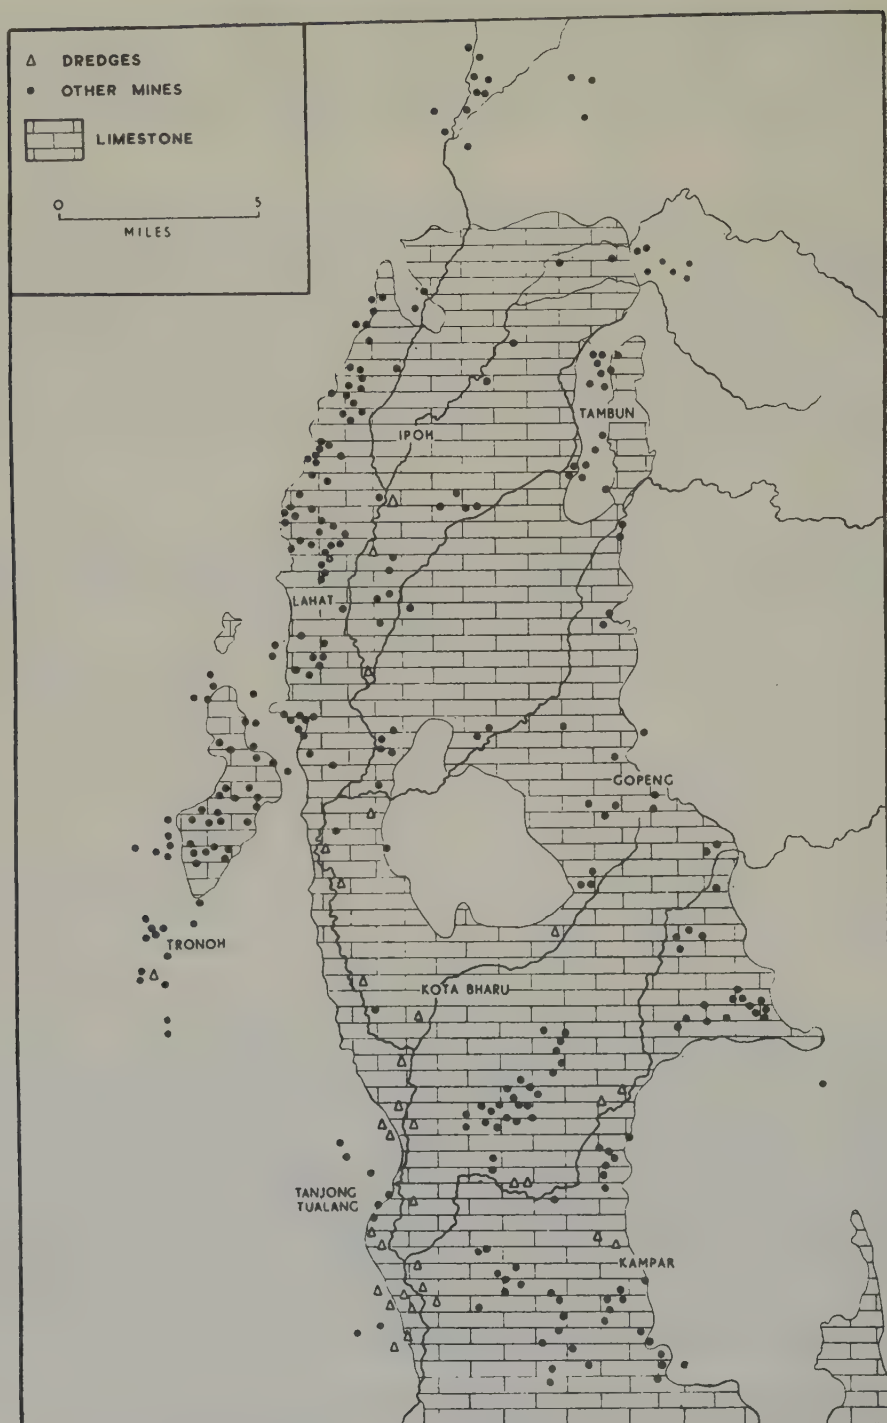 DREDGES
OTHER MINES
LIMESTONE
0 5
MILES
IPOH
TAMBUN
LAHAT
GOPENG
TRONOH
KOTA BHARU
TANJONG
TUALANG
KAMPAR